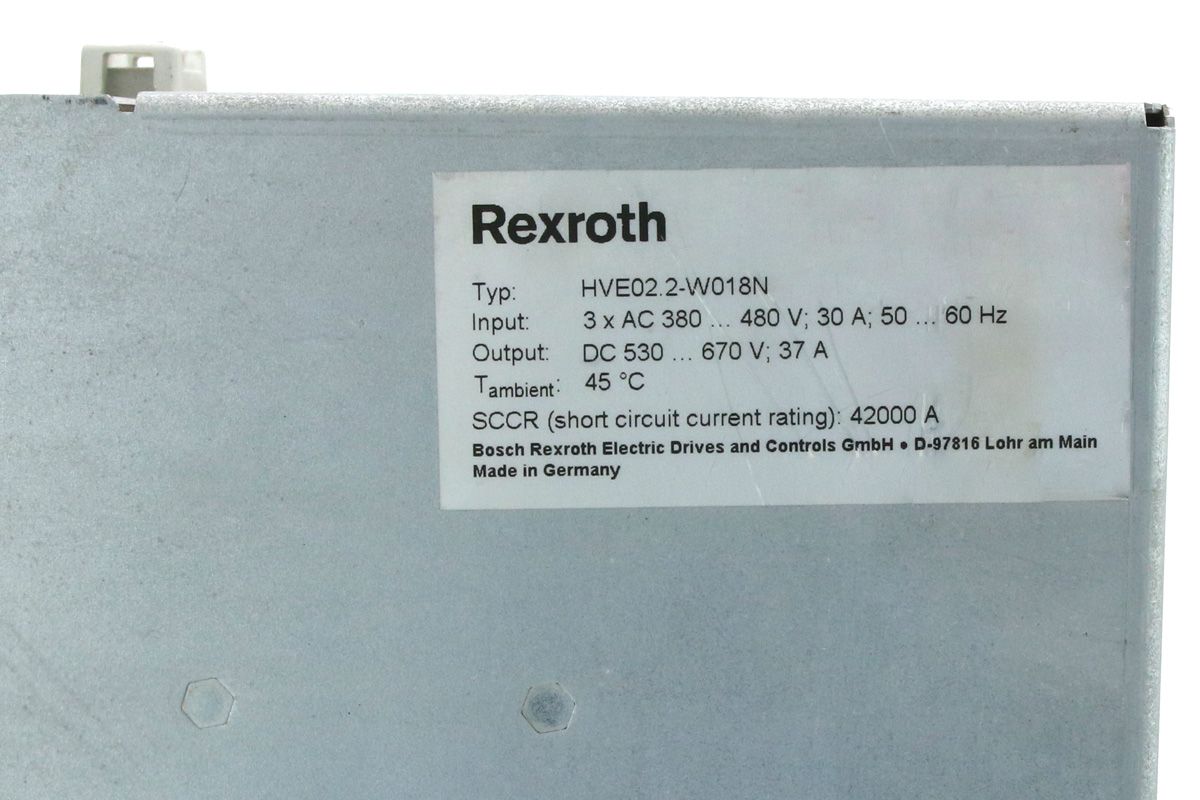 Rexroth
Typ: HVE02.2-W018N
Input: 3 x AC 380 ... 480 V; 30 A; 50 ... 60 Hz
Output: DC 530 ... 670 V; 37 A
Tambient: 45 °C
SCCR (short circuit current rating): 42000 A
Bosch Rexroth Electric Drives and Controls GmbH • D-97816 Lohr am Main
Made in Germany